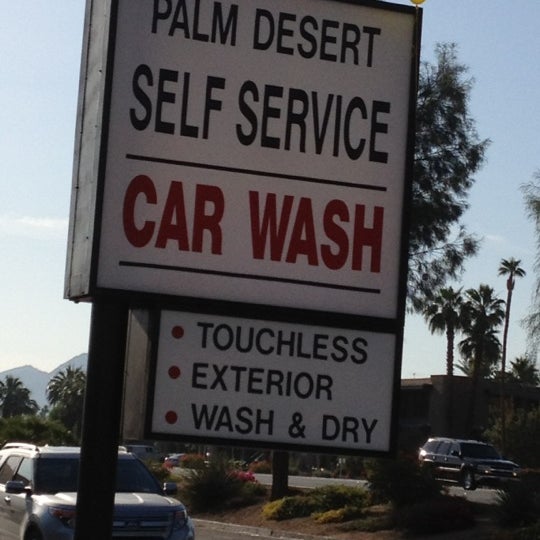 PALM DESERT
SELF SERVICE
CAR WASH
• TOUCHLESS
• EXTERIOR
• WASH & DRY